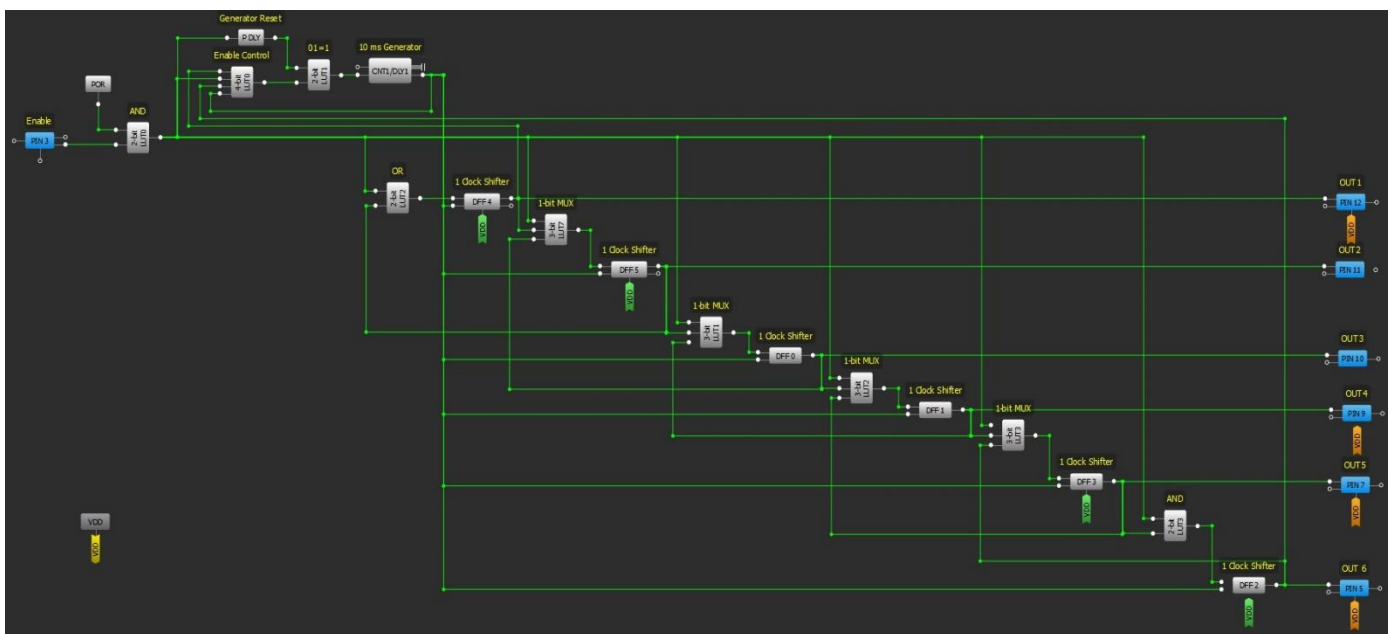 Generator Reset
P DLY
Enable Control
4-bit
LUT0
01=1
2-bit
LUT1
10 ms Generator
CNT1/DLY1
POR
Enable
PIN 3
AND
2-bit
LUT0
OR
2-bit
LUT2
1 Clock Shifter
DFF 4
VDD
1-bit MUX
3-bit
LUT7
1 Clock Shifter
DFF 5
VDD
1-bit MUX
3-bit
LUT1
1 Clock Shifter
DFF 0
1-bit MUX
3-bit
LUT2
1 Clock Shifter
DFF 1
1-bit MUX
3-bit
LUT3
1 Clock Shifter
DFF 3
VDD
AND
2-bit
LUT3
1 Clock Shifter
DFF 2
VDD
OUT 1
PIN 12
VDD
OUT2
PIN 11
OUT3
PIN 10
OUT4
PIN 9
VDD
OUT5
PIN 7
VDD
OUT 6
PIN 5
VDD
VDD
VDD